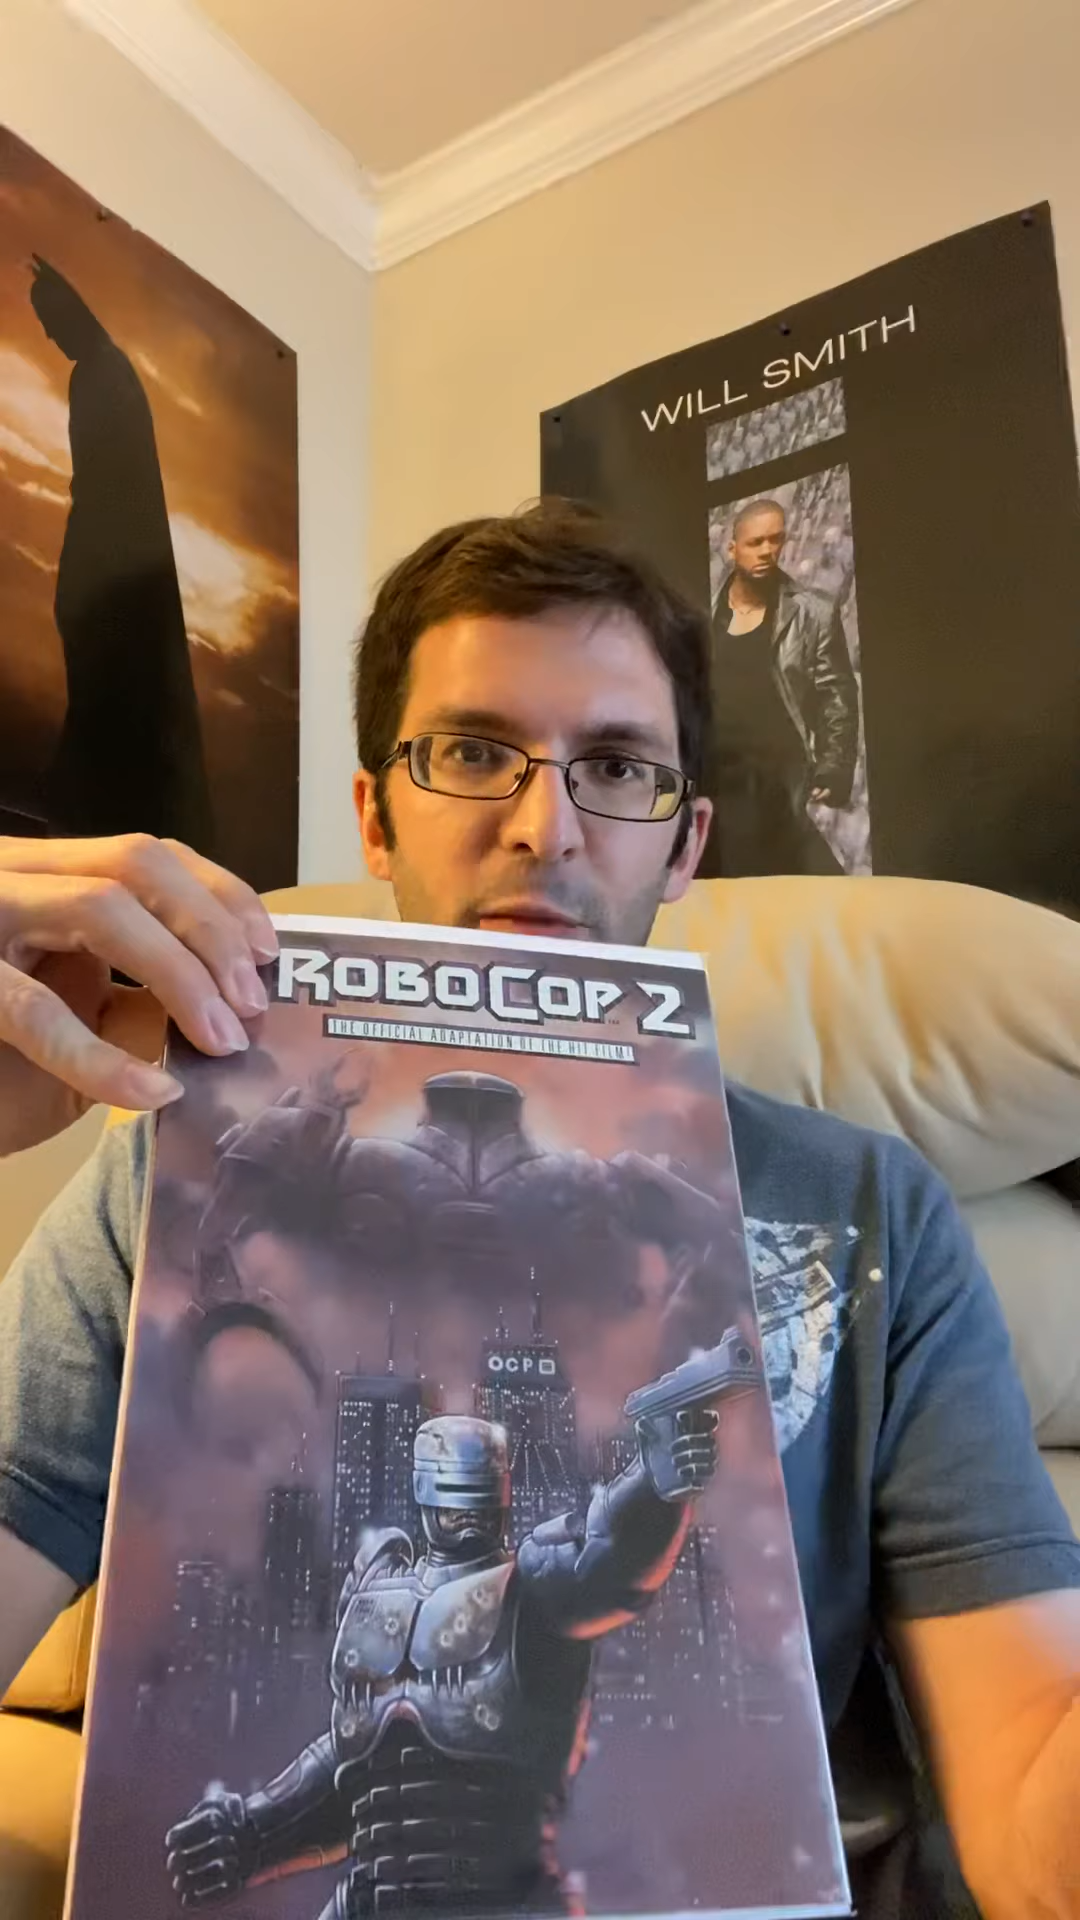 WILL SMITH
ROBOCOP 2
THE OFFICIAL ADAPTATION OF THE HIT FILM!
OCP